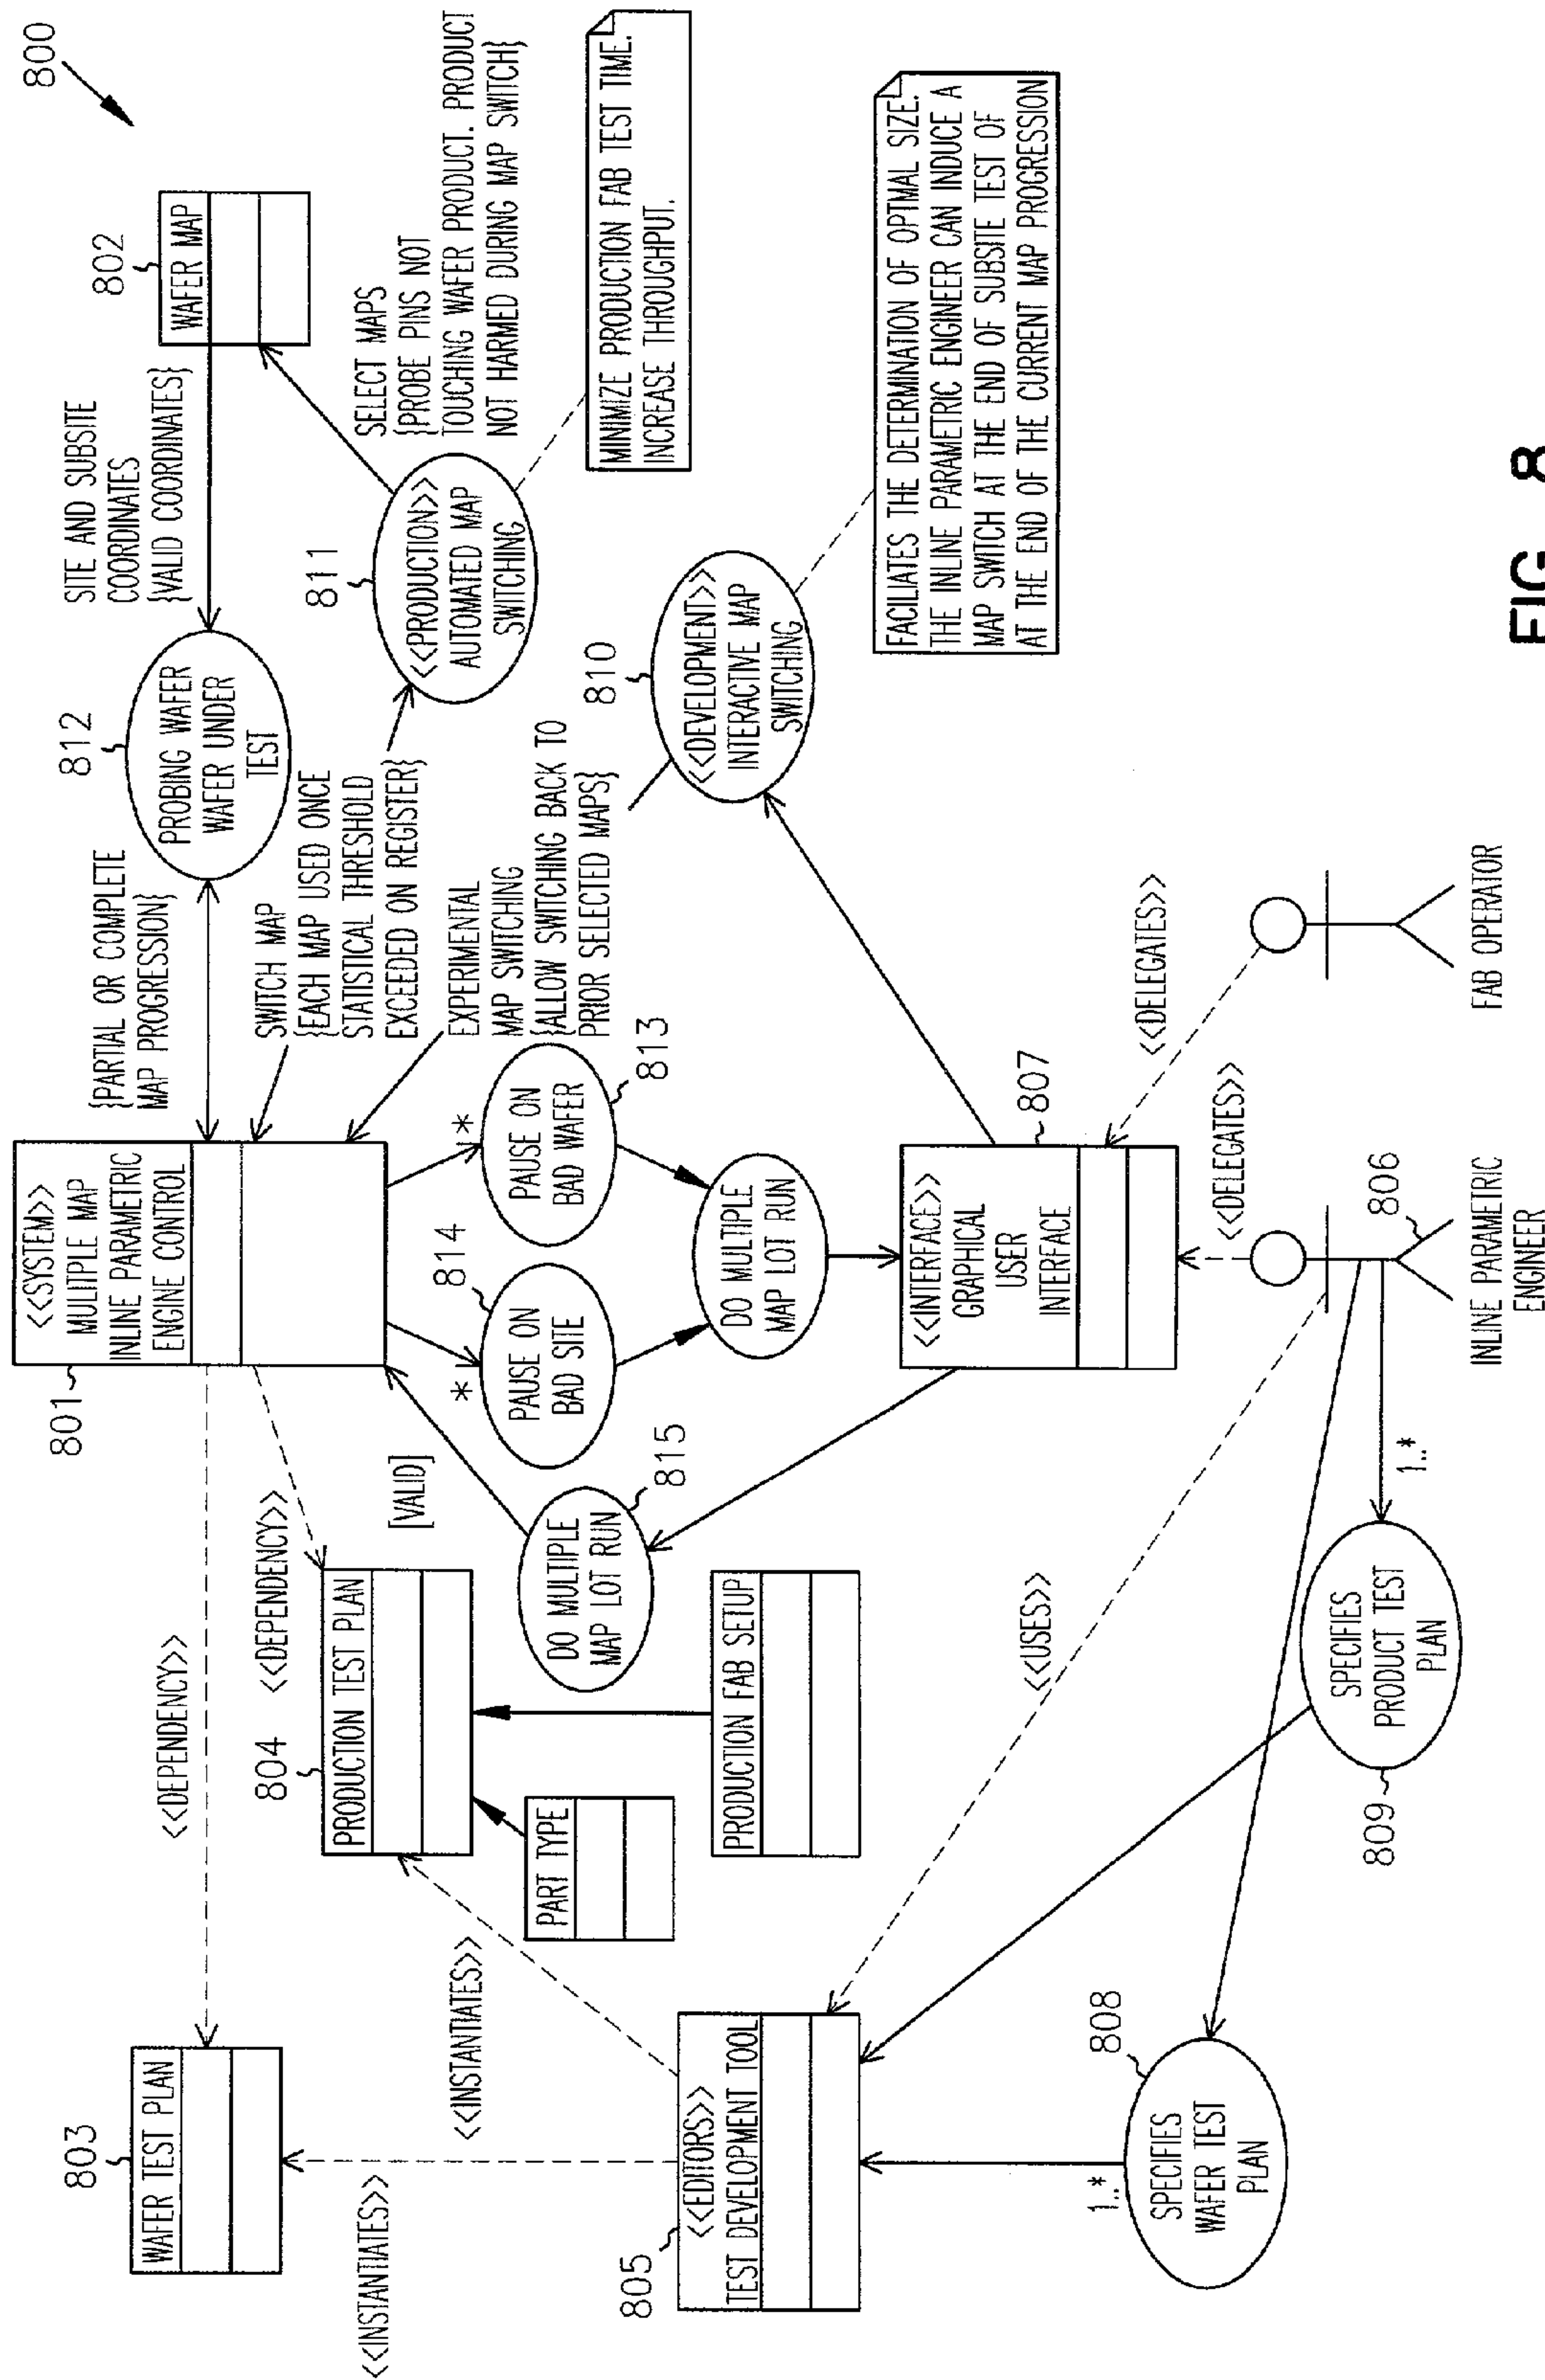 800
803
WAFER TEST PLAN
<<INSTANTIATES>>
<<DEPENDENCY>>
801
<<SYSTEM>>
MULTIPLE MAP
INLINE PARAMETRIC
ENGINE CONTROL
{PARTIAL OR COMPLETE
MAP PROGRESSION}
812
PROBING WAFER
WAFER UNDER
TEST
SITE AND SUBSITE
COORDINATES
{VALID COORDINATES}
802
WAFER MAP
804
<<DEPENDENCY>>
PRODUCTION TEST PLAN
<<INSTANTIATES>>
[VALID]
SWITCH MAP
{EACH MAP USED ONCE
STATISTICAL THRESHOLD
EXCEEDED ON REGISTER}
811
<<PRODUCTION>>
AUTOMATED MAP
SWITCHING
SELECT MAPS
{PROBE PINS NOT
TOUCHING WAFER PRODUCT. PRODUCT
NOT HARMED DURING MAP SWITCH}
PART TYPE
DO MULTIPLE
MAP LOT RUN
815
814
*
PAUSE ON
BAD SITE
*
PAUSE ON
BAD WAFER
813
EXPERIMENTAL
MAP SWITCHING
{ALLOW SWITCHING BACK TO
PRIOR SELECTED MAPS}
MINIMIZE PRODUCTION FAB TEST TIME.
INCREASE THROUGHPUT.
805
<<EDITORS>>
TEST DEVELOPMENT TOOL
PRODUCTION FAB SETUP
DO MULTIPLE
MAP LOT RUN
810
<<DEVELOPMENT>>
INTERACTIVE MAP
SWITCHING
FACILIATES THE DETERMINATION OF OPTMAL SIZE.
THE INLINE PARAMETRIC ENGINEER CAN INDUCE A
MAP SWITCH AT THE END OF SUBSITE TEST OF
AT THE END OF THE CURRENT MAP PROGRESSION
<<USES>>
<<INTERFACE>>
GRAPHICAL
USER
INTERFACE
807
808
1..*
SPECIFIES
WAFER TEST
PLAN
<<DELEGATES>>
<<DELEGATES>>
809
SPECIFIES
PRODUCT TEST
PLAN
1..*
806
INLINE PARAMETRIC
ENGINEER
FAB OPERATOR
FIG. 8